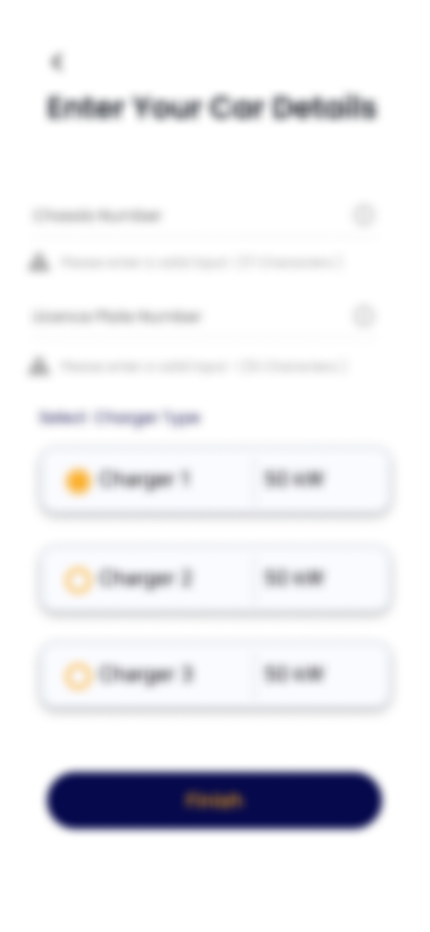 Enter Your Car Details
Chassis Number
Please enter a valid input (17 Characters)
Licence Plate Number
Please enter a valid input Characters)
Select Charger Type
Charger 1 50 kW
Charger 2 50 kW
Charger 3 50 kW
Finish